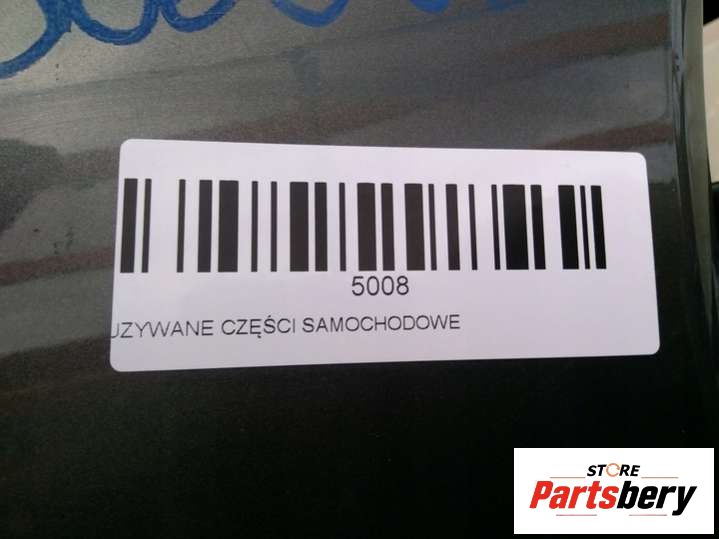 5008
UZYWANE CZĘŚCI SAMOCHODOWE
STORE
Partsbery